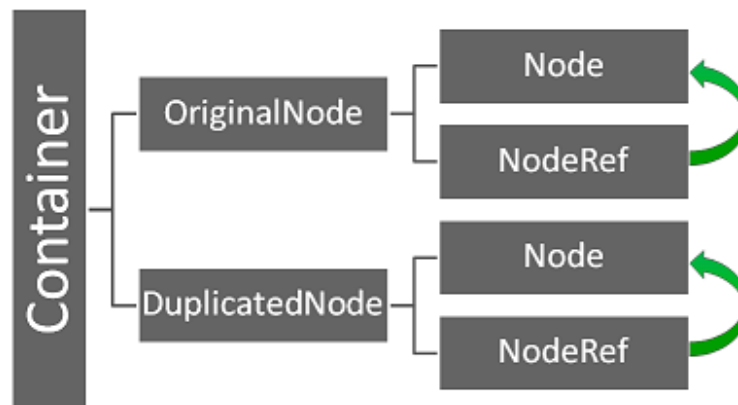 Container
OriginalNode
Node
NodeRef
DuplicatedNode
Node
NodeRef